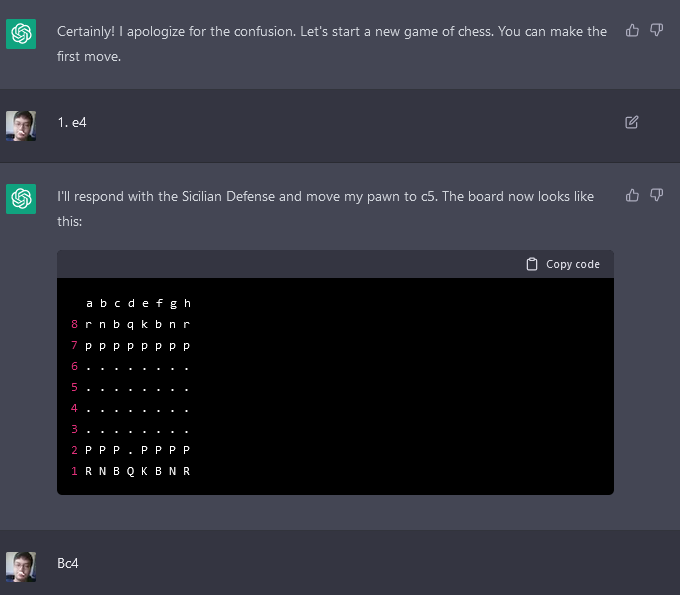 Certainly! I apologize for the confusion. Let's start a new game of chess. You can make the
first move.
1. e4
I'll respond with the Sicilian Defense and move my pawn to c5. The board now looks like
this:
Copy code
a b c d e f g h
8 r n b q k b n r
7 p p p p p p p p
6 . . . . . . . .
5 . . . . . . . .
4 . . . . . . . .
3 . . . . . . . .
2 P P P . P P P P
1 R N B Q K B N R
Bc4